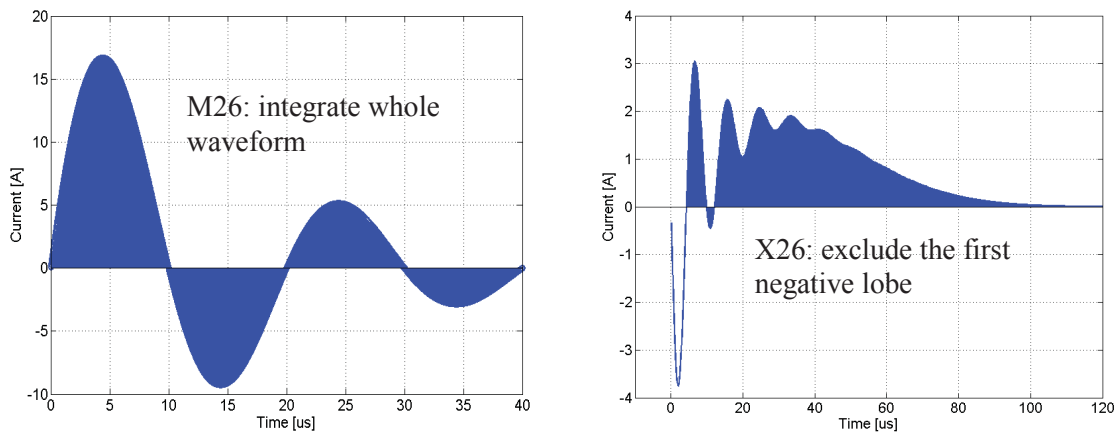 20
15
10
5
0
-5
-10
0 5 10 15 20 25 30 35 40
Current [A]
Time [us]
M26: integrate whole
waveform
4
3
2
1
0
-1
-2
-3
-4
0 20 40 60 80 100 120
Current [A]
Time [us]
X26: exclude the first
negative lobe